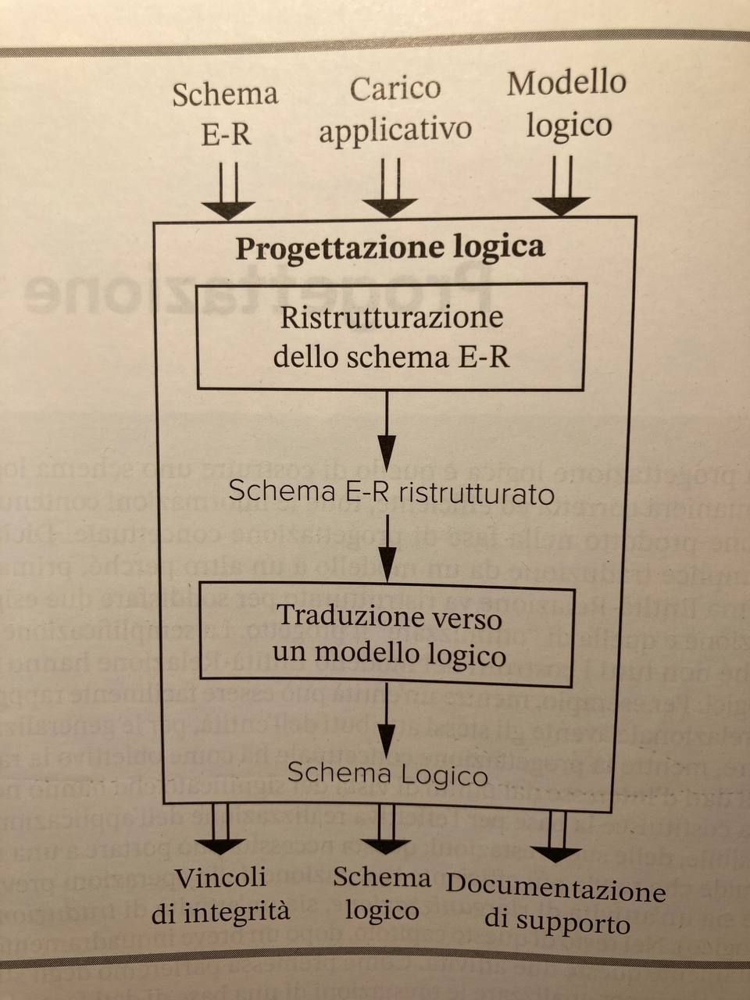 Schema
E-R
Carico
applicativo
Modello
logico
Progettazione logica
Ristrutturazione
dello schema E-R
Schema E-R ristrutturato
Traduzione verso
un modello logico
Schema Logico
Vincoli
di integrità
Schema
logico
Documentazione
di supporto